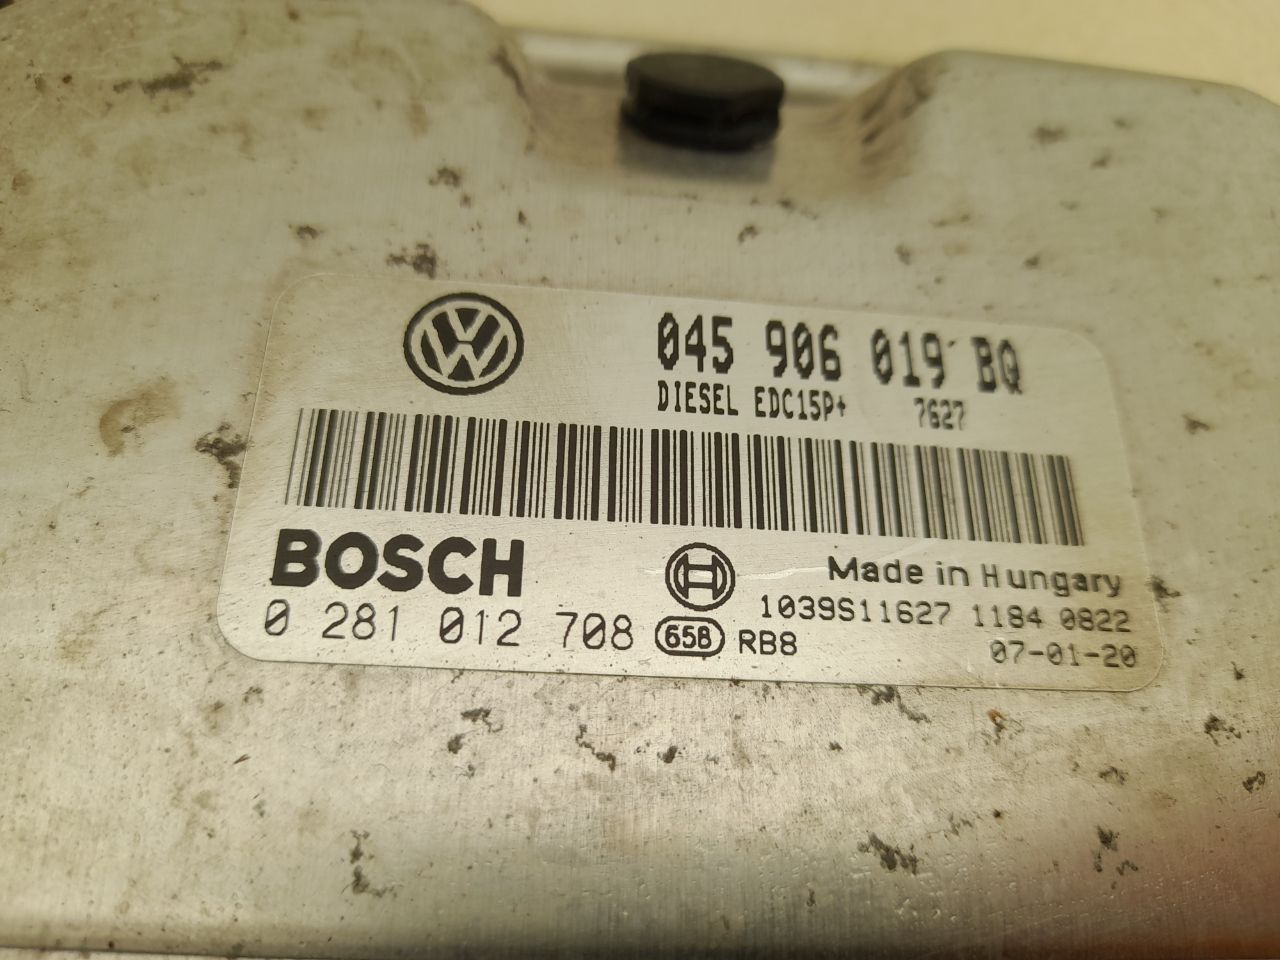 045 906 019 BQ
DIESEL EDC15P+ 7627
BOSCH
Made in Hungary
0 281 012 708 65B RB8
1039S11627 1184 0822
07-01-20